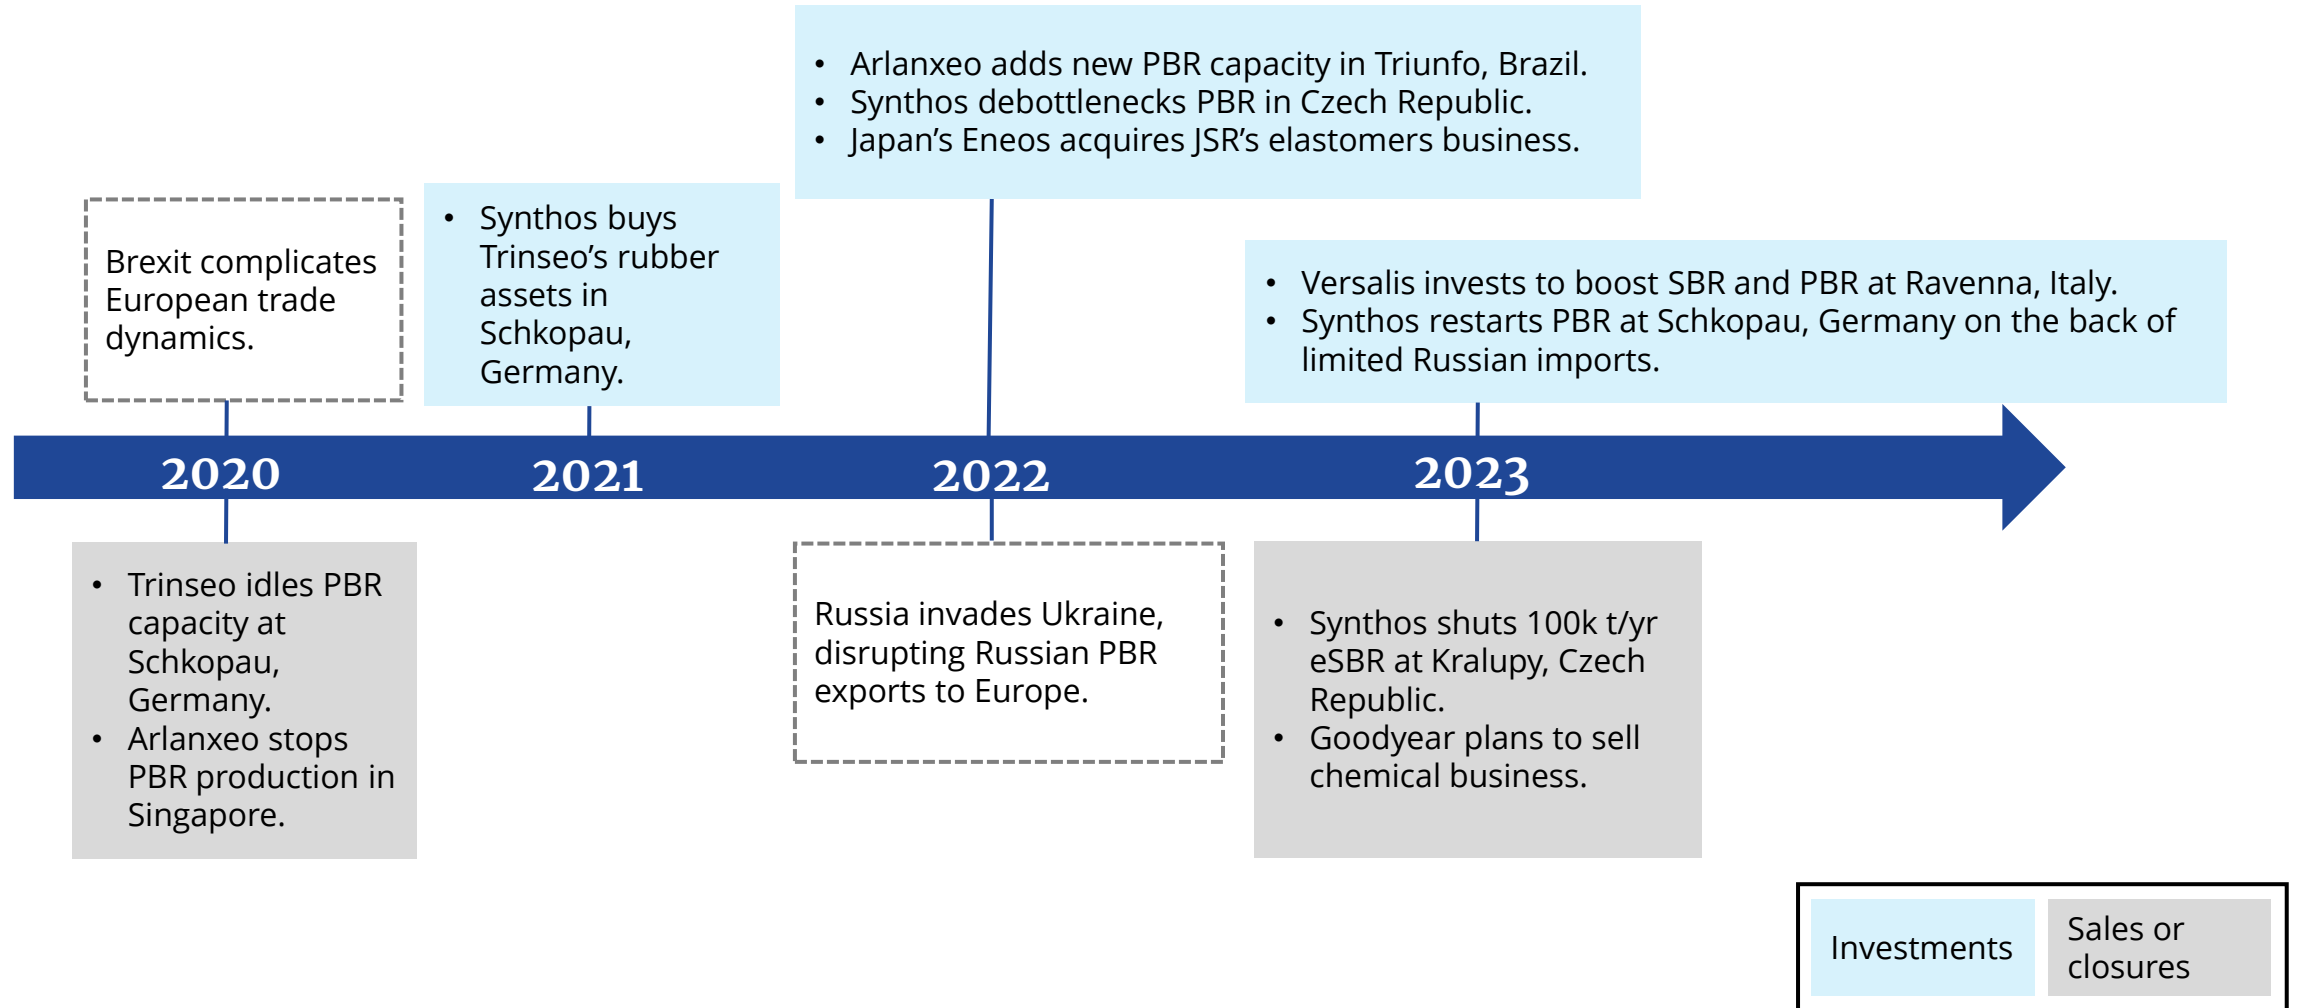 • Arlanxeo adds new PBR capacity in Triunfo, Brazil.
• Synthos debottlenecks PBR in Czech Republic.
• Japan’s Eneos acquires JSR’s elastomers business.
Brexit complicates
European trade
dynamics.
• Synthos buys
Trinseo’s rubber
assets in
Schkopau,
Germany.
• Versalis invests to boost SBR and PBR at Ravenna, Italy.
• Synthos restarts PBR at Schkopau, Germany on the back of
limited Russian imports.
2020
2021
2022
2023
• Trinseo idles PBR
capacity at
Schkopau,
Germany.
• Arlanxeo stops
PBR production in
Singapore.
Russia invades Ukraine,
disrupting Russian PBR
exports to Europe.
• Synthos shuts 100k t/yr
eSBR at Kralupy, Czech
Republic.
• Goodyear plans to sell
chemical business.
Investments
Sales or
closures